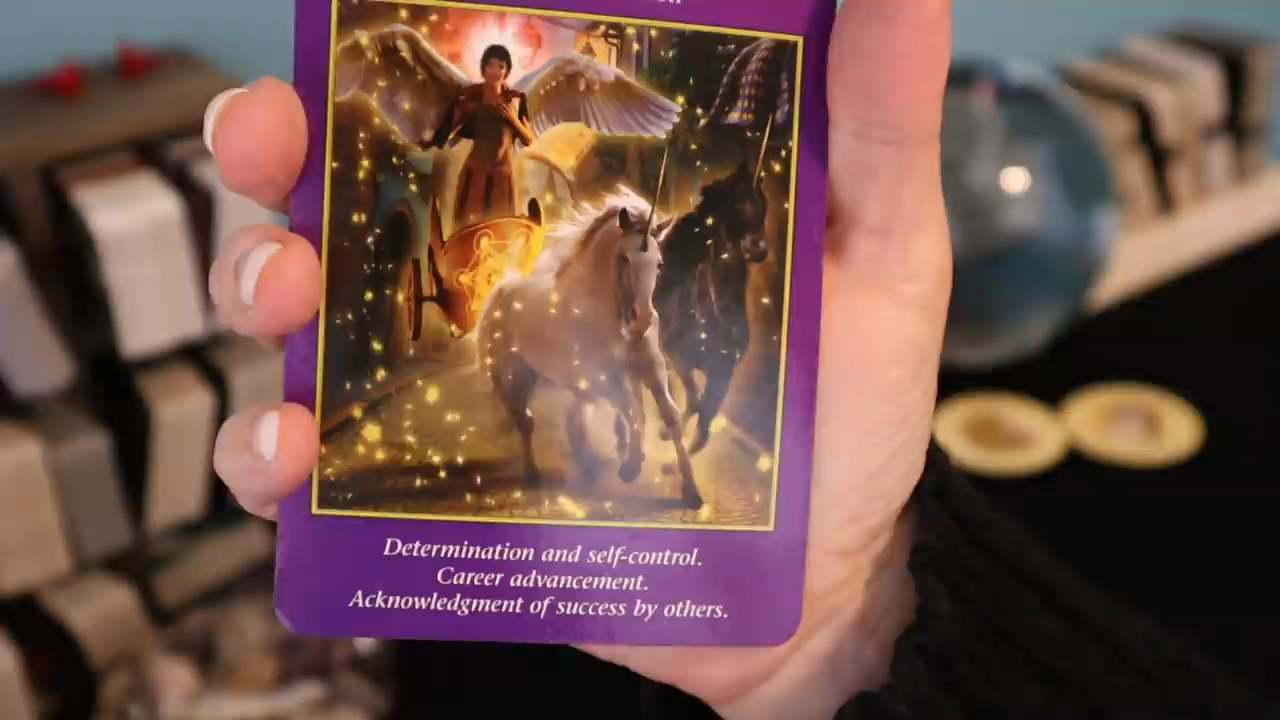 Determination and self-control.
Career advancement.
Acknowledgment of success by others.